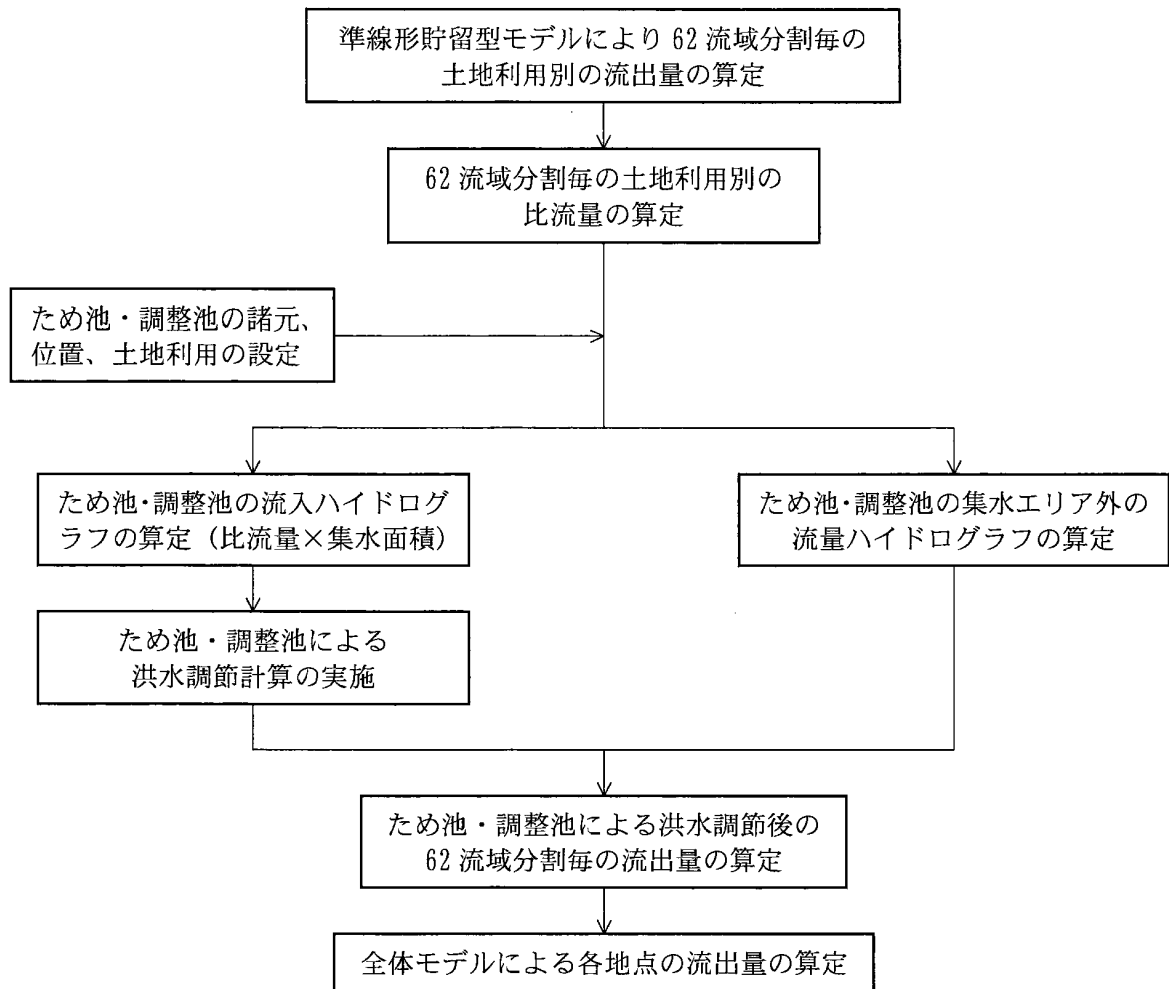 準線形貯留型モデルにより 62 流域分割毎の
土地利用別の流出量の算定
62 流域分割毎の土地利用別の
比流量の算定
ため池・調整池の諸元、
位置、土地利用の設定
ため池・調整池の流入ハイドログ
ラフの算定（比流量×集水面積）
ため池・調整池の集水エリア外の
流量ハイドログラフの算定
ため池・調整池による
洪水調節計算の実施
ため池・調整池による洪水調節後の
62 流域分割毎の流出量の算定
全体モデルによる各地点の流出量の算定